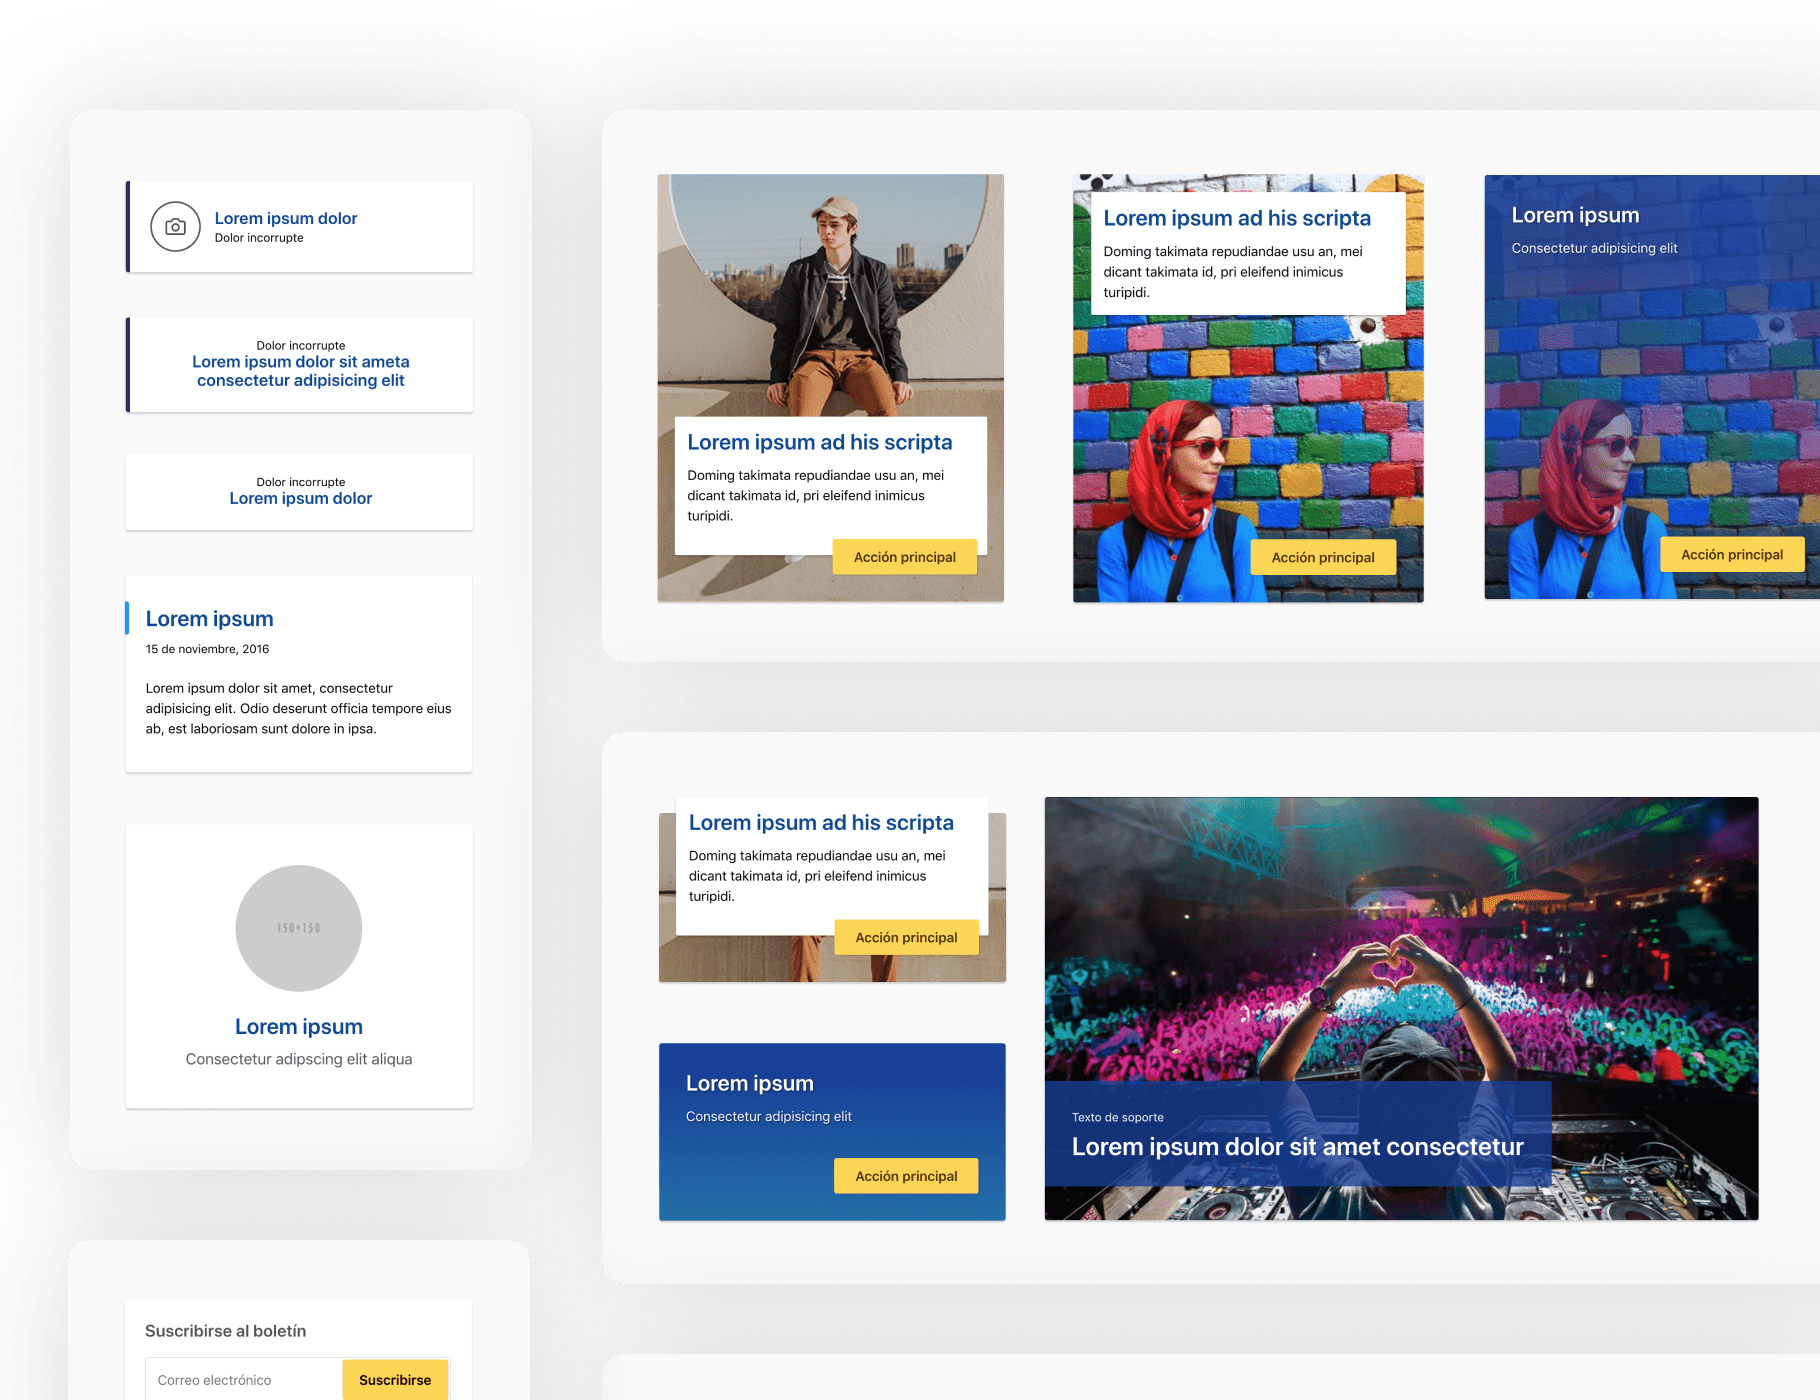 Lorem ipsum dolor
Dolor incorrupte
Dolor incorrupte
Lorem ipsum dolor sit ameta
consectetur adipisicing elit
Dolor incorrupte
Lorem ipsum dolor
Lorem ipsum
15 de noviembre, 2016
Lorem ipsum dolor sit amet, consectetur
adipisicing elit. Odio deserunt officia tempore eius
ab, est laboriosam sunt dolore in ipsa.
150×150
Lorem ipsum
Consectetur adipscing elit aliqua
Suscribirse al boletín
Correo electrónico
Suscribirse
Lorem ipsum ad his scripta
Doming takimata repudiandae usu an, mei
dicant takimata id, pri eleifend inimicus
turipidi.
Acción principal
Lorem ipsum ad his scripta
Doming takimata repudiandae usu an, mei
dicant takimata id, pri eleifend inimicus
turipidi.
Acción principal
Lorem ipsum
Consectetur adipisicing elit
Acción principal
Lorem ipsum ad his scripta
Doming takimata repudiandae usu an, mei
dicant takimata id, pri eleifend inimicus
turipidi.
Acción principal
Lorem ipsum
Consectetur adipisicing elit
Acción principal
Texto de soporte
Lorem ipsum dolor sit amet consectetur